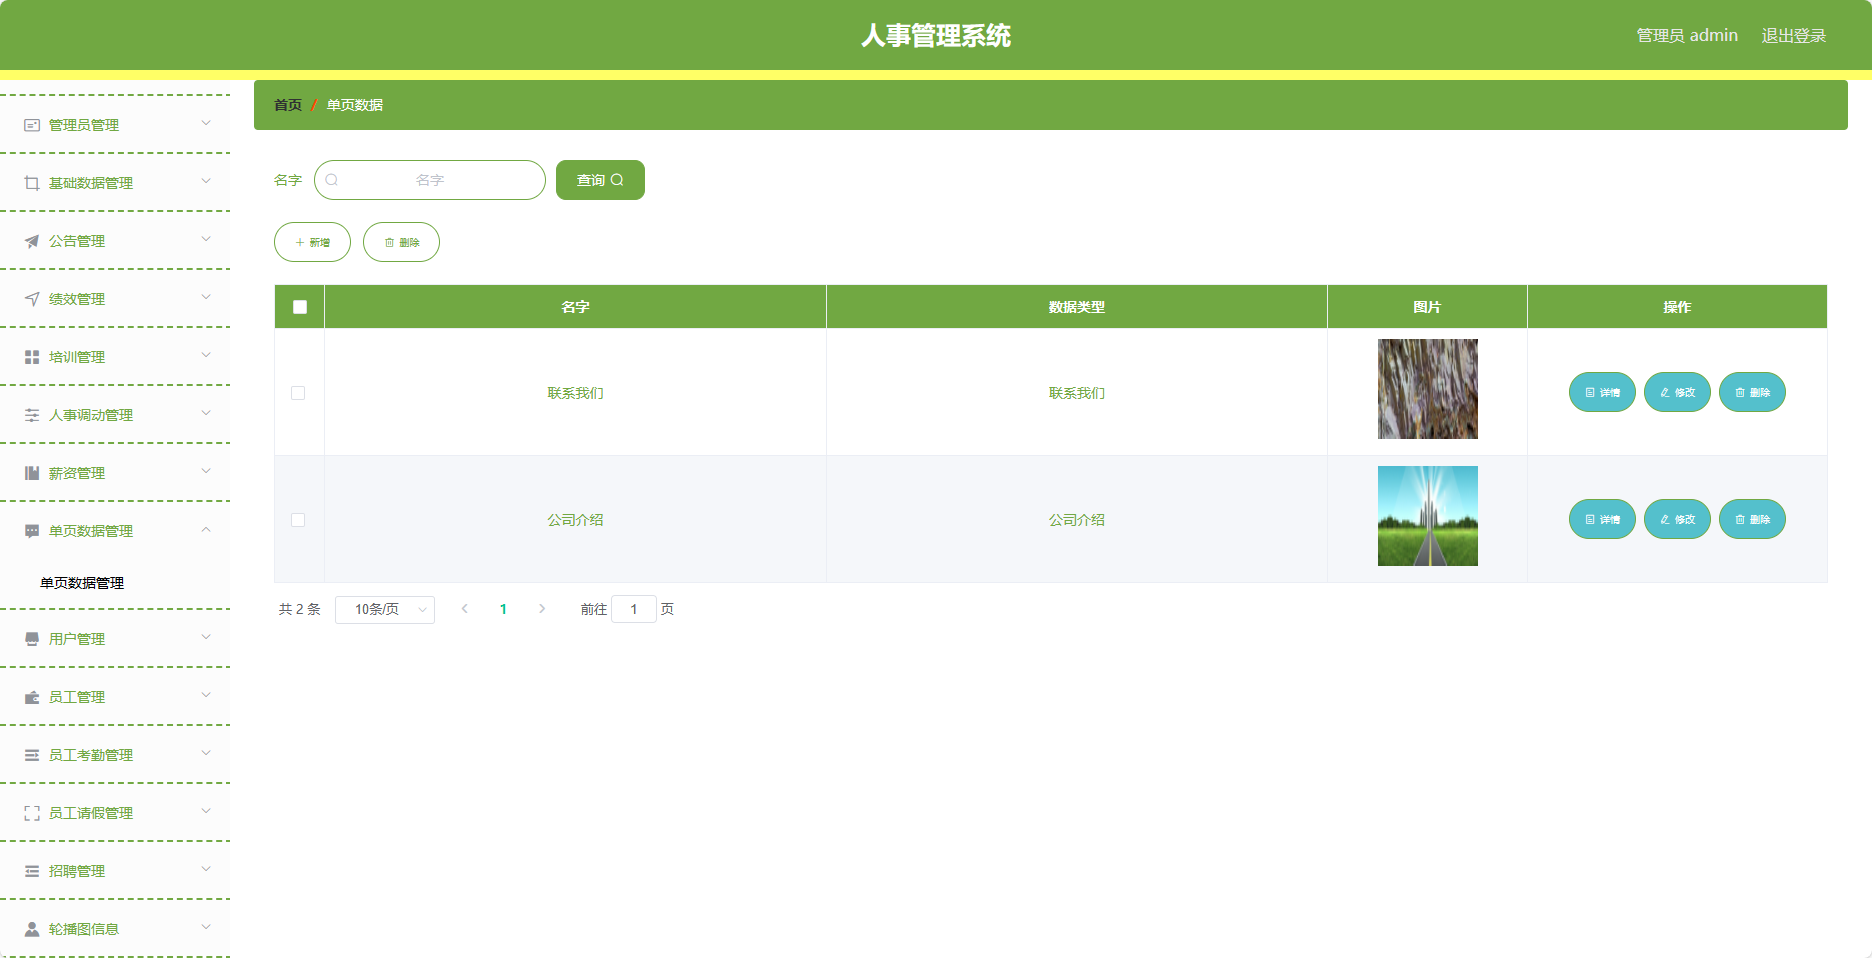 人事管理系统
管理员 admin 退出登录
首页 / 单页数据
管理员管理
基础数据管理
公告管理
绩效管理
培训管理
人事调动管理
薪资管理
单页数据管理
单页数据管理
用户管理
员工管理
员工考勤管理
员工请假管理
招聘管理
轮播图信息
名字 名字 查询
新增 删除
名字 数据类型 图片 操作
联系我们 联系我们 详情 修改 删除
公司介绍 公司介绍 详情 修改 删除
共 2 条 10条/页 1 前往 1 页